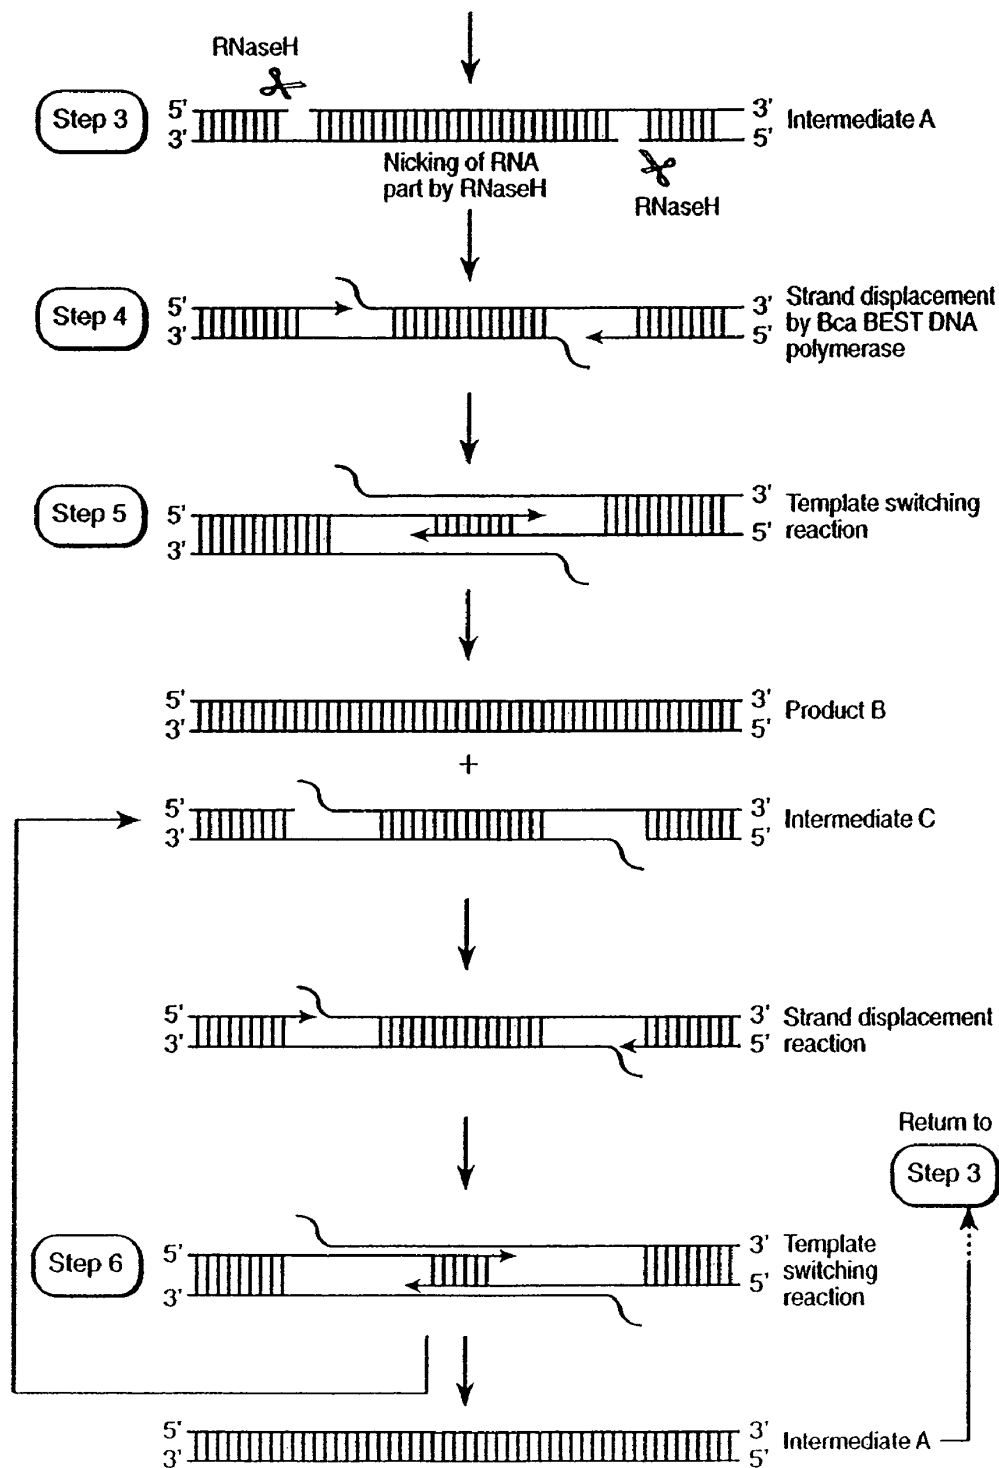 RNaseH
Step 3
5' 3'
3' 5'
Intermediate A
Nicking of RNA
part by RNaseH
RNaseH
Step 4
5' 3'
3' 5'
Strand displacement
by Bca BEST DNA
polymerase
Step 5
3'
5'
5'
3'
Template switching
reaction
5' 3'
3' 5'
Product B
+
5' 3'
3' 5'
Intermediate C
5' 3'
3' 5'
Strand displacement
reaction
Return to
Step 3
Step 6
5' 3'
3' 5'
Template
switching
reaction
5' 3'
3' 5'
Intermediate A